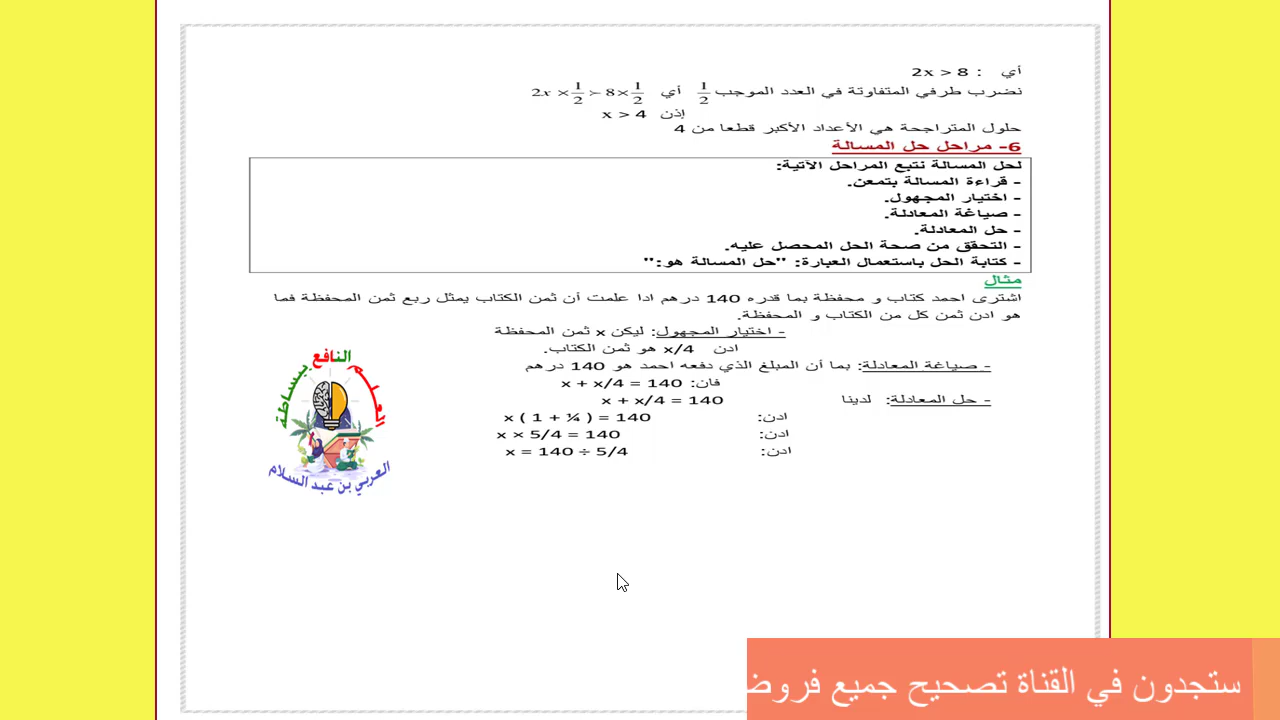 أي : 2x > 8
نضرب طرفي المتفاوتة في العدد الموجب 1/2 أي 2x × 1/2 > 8 × 1/2
إذن x > 4
حلول المتراجحة هي الأعداد الأكبر قطعا من 4
6- مراحل حل المسالة
لحل المسالة نتبع المراحل الآتية:
- قراءة المسالة بتمعن.
- اختيار المجهول.
- صياغة المعادلة.
- حل المعادلة.
- التحقق من صحة الحل المحصل عليه.
- كتابة الحل باستعمال العبارة: "حل المسالة هو:"
مثال
اشترى احمد كتاب و محفظة بما قدره 140 درهم اذا علمت أن ثمن الكتاب يمثل ربع ثمن المحفظة فما
هو ادن ثمن كل من الكتاب و المحفظة.
- اختيار المجهول: ليكن x ثمن المحفظة
ادن x/4 هو ثمن الكتاب.
- صياغة المعادلة: بما أن المبلغ الذي دفعه احمد هو 140 درهم
فان: x + x/4 = 140
- حل المعادلة: لدينا x + x/4 = 140
ادن: x ( 1 + ¼ ) = 140
ادن: x × 5/4 = 140
ادن: x = 140 ÷ 5/4
العلم النافع ببساطة
العربي بن عبد السلام
ستجدون في القناة تصحيح جميع فروض